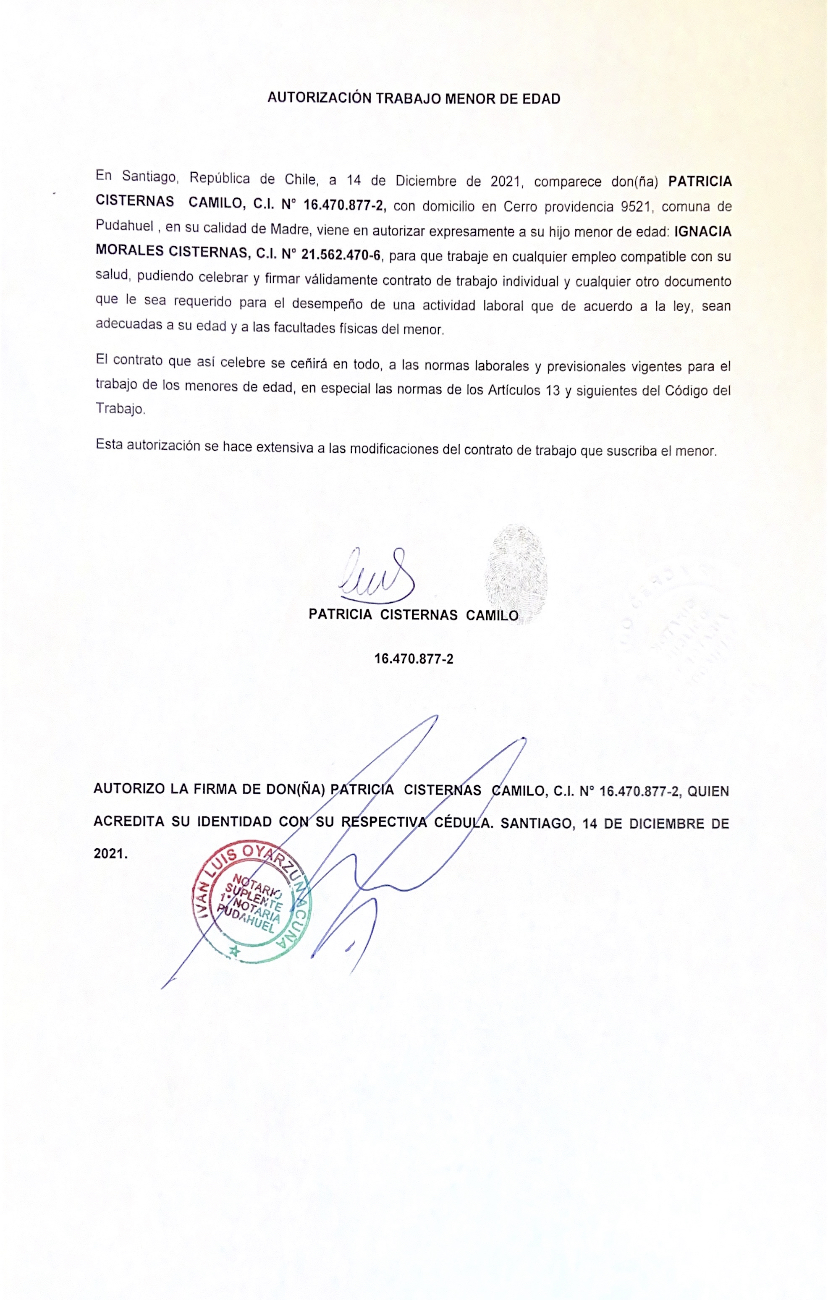 AUTORIZACIÓN TRABAJO MENOR DE EDAD
En Santiago, República de Chile, a 14 de Diciembre de 2021, comparece don(ña) PATRICIA
CISTERNAS CAMILO, C.I. N° 16.470.877-2, con domicilio en Cerro providencia 9521, comuna de
Pudahuel , en su calidad de Madre, viene en autorizar expresamente a su hijo menor de edad: IGNACIA
MORALES CISTERNAS, C.I. N° 21.562.470-6, para que trabaje en cualquier empleo compatible con su
salud, pudiendo celebrar y firmar válidamente contrato de trabajo individual y cualquier otro documento
que le sea requerido para el desempeño de una actividad laboral que de acuerdo a la ley, sean
adecuadas a su edad y a las facultades físicas del menor.
El contrato que así celebre se ceñirá en todo, a las normas laborales y previsionales vigentes para el
trabajo de los menores de edad, en especial las normas de los Artículos 13 y siguientes del Código del
Trabajo.
Esta autorización se hace extensiva a las modificaciones del contrato de trabajo que suscriba el menor.
PATRICIA CISTERNAS CAMILO
16.470.877-2
AUTORIZO LA FIRMA DE DON(ÑA) PATRICIA CISTERNAS CAMILO, C.I. N° 16.470.877-2, QUIEN
ACREDITA SU IDENTIDAD CON SU RESPECTIVA CÉDULA. SANTIAGO, 14 DE DICIEMBRE DE
2021.
IVAN LUIS OYARZUN ACUÑA
NOTARIO
SUPLENTE
1° NOTARIA
PUDAHUEL